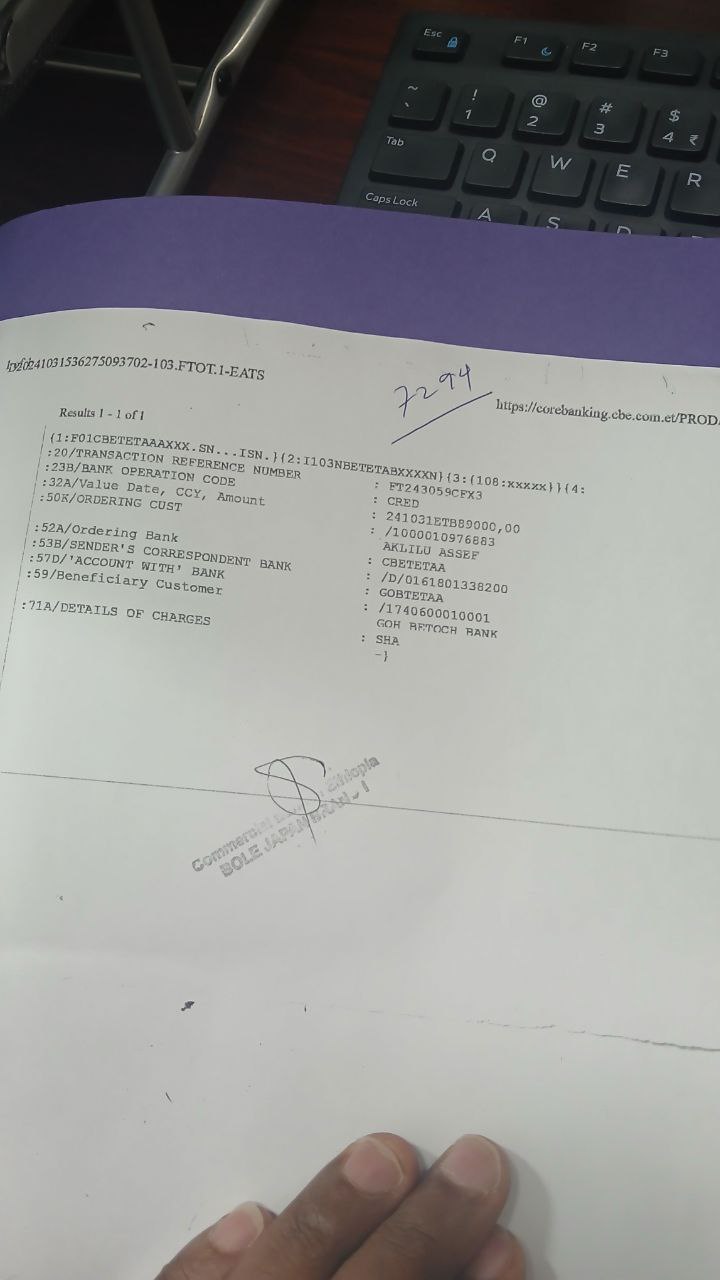 Esc F1 F2 F3
~ ! @ # $
` 1 2 3 4 ₹
Tab Q W E R
Caps Lock A S D
241031536275093702-103.FTOT.1-EATS
7294
https://corebanking.cbe.com.et/PROD
Results 1 - 1 of 1
{1:F01CBETETAAAXXX.SN...ISN.}{2:I103NBETETABXXXXN}{3:{108:xxxxx}}{4:
:20/TRANSACTION REFERENCE NUMBER : FT243059CFX3
:23B/BANK OPERATION CODE : CRED
:32A/Value Date, CCY, Amount : 241031ETB89000,00
:50K/ORDERING CUST : /1000010976883
AKLILU ASSEF
:52A/Ordering Bank : CBETETAA
:53B/SENDER'S CORRESPONDENT BANK : /D/0161801338200
:57D/'ACCOUNT WITH' BANK : GOBTETAA
:59/Beneficiary Customer : /1740600010001
GOH BETOCH BANK
:71A/DETAILS OF CHARGES : SHA
-}
Commercial Ethiopia
BOLE JAPAN